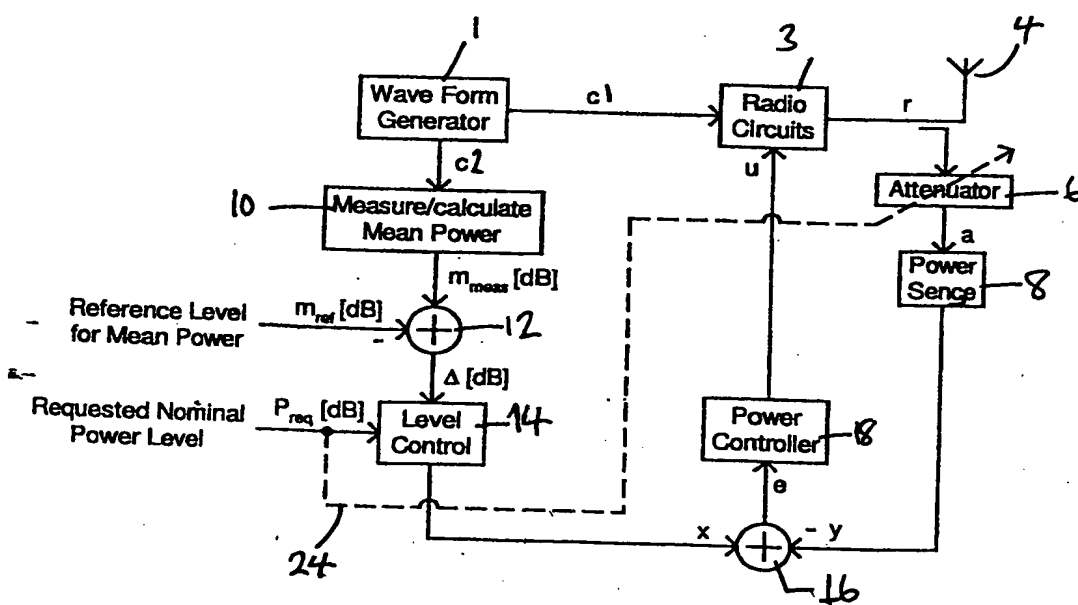 1
3
4
Wave Form
Generator
c1
Radio
Circuits
r
c2
u
10
Measure/calculate
Mean Power
Attenuator
6
a
m_meas [dB]
Power
Sence
8
Reference Level
for Mean Power
m_ref [dB]
-
12
Δ [dB]
Requested Nominal
Power Level
P_req [dB]
Level
Control
14
Power
Controller
18
e
24
x
- y
16